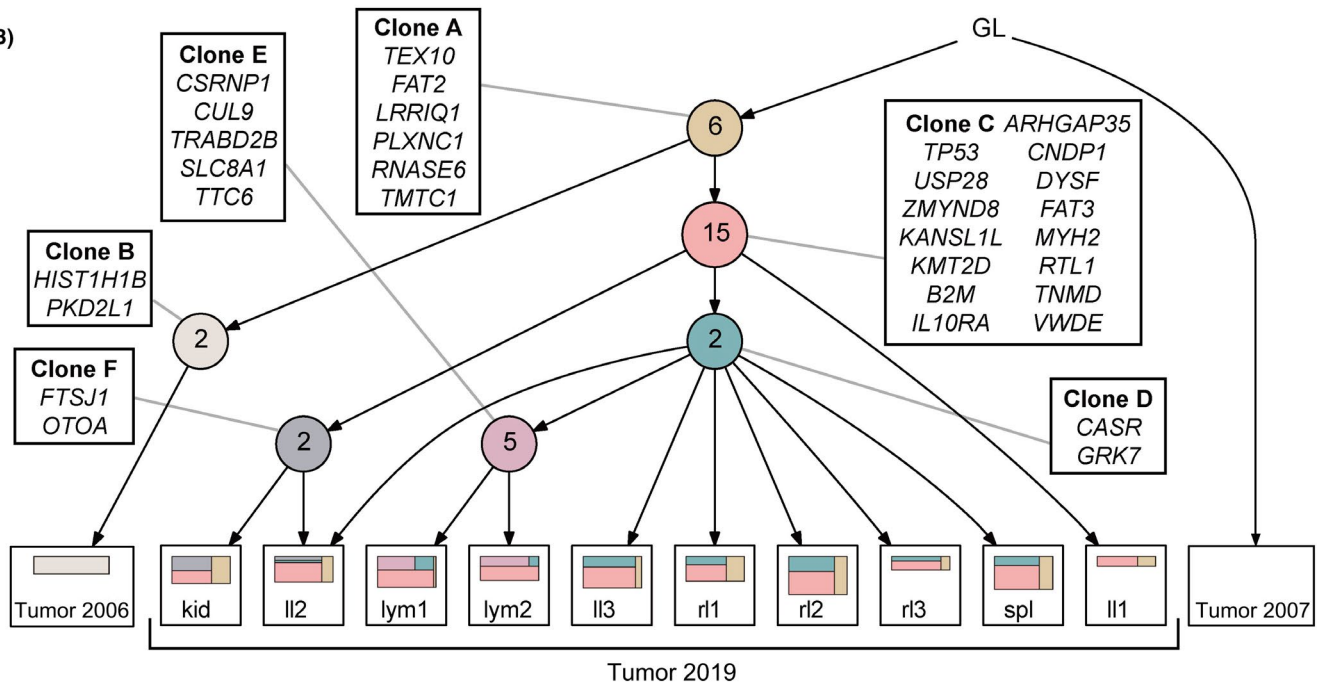 B)
GL
Clone A
TEX10
FAT2
LRRIQ1
PLXNC1
RNASE6
TMTC1
Clone E
CSRNP1
CUL9
TRABD2B
SLC8A1
TTC6
Clone C ARHGAP35
TP53 CNDP1
USP28 DYSF
ZMYND8 FAT3
KANSL1L MYH2
KMT2D RTL1
B2M TNMD
IL10RA VWDE
6
15
Clone B
HIST1H1B
PKD2L1
2
2
Clone F
FTSJ1
OTOA
Clone D
CASR
GRK7
2
5
Tumor 2006
kid
ll2
lym1
lym2
ll3
rl1
rl2
rl3
spl
ll1
Tumor 2007
Tumor 2019